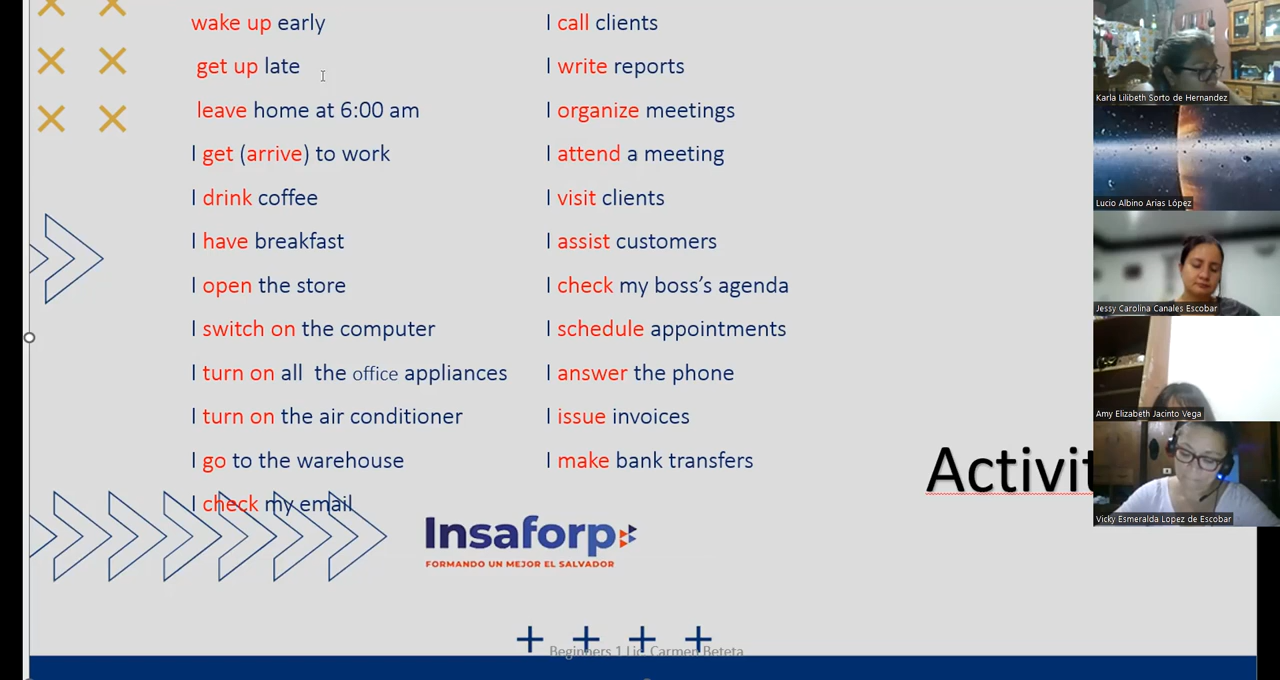 wake up early
get up late
leave home at 6:00 am
I get (arrive) to work
I drink coffee
I have breakfast
I open the store
I switch on the computer
I turn on all  the office appliances
I turn on the air conditioner
I go to the warehouse
I check my email
I call clients
I write reports
I organize meetings
I attend a meeting
I visit clients
I assist customers
I check my boss’s agenda
I schedule appointments
I answer the phone
I issue invoices
I make bank transfers
Activit
Insaforp
FORMANDO UN MEJOR EL SALVADOR
Beginners 1 Lic. Carmen Beteta
Karla Lilibeth Sorto de Hernandez
Lucio Albino Arias López
Jessy Carolina Canales Escobar
Amy Elizabeth Jacinto Vega
Vicky Esmeralda Lopez de Escobar